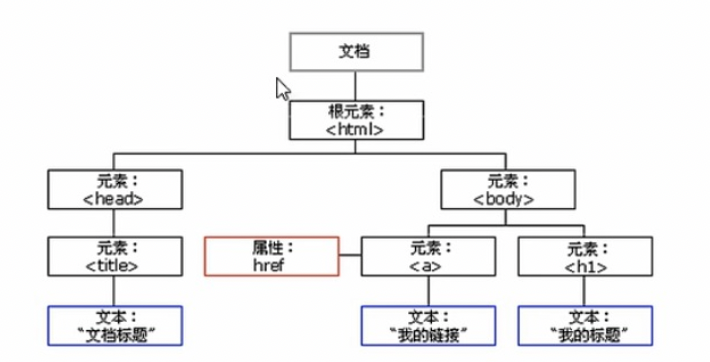 文档
根元素：
<html>
元素：
<head>
元素：
<body>
元素：
<title>
属性：
href
元素：
<a>
元素：
<h1>
文本：
“文档标题”
文本：
“我的链接”
文本：
“我的标题”